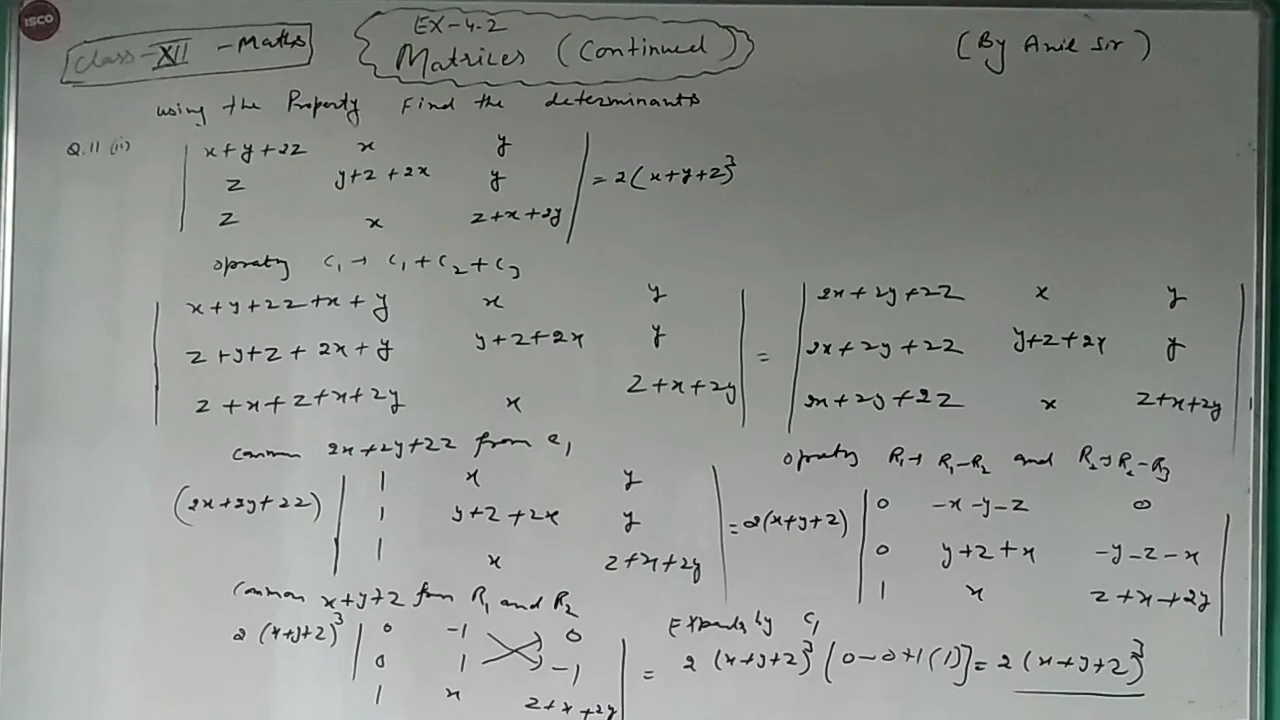 ISCO
Class-XII - Maths
EX-4.2
Matrices (Continued)
(By Anil Sir)
using the Property Find the determinants
Q.11 (ii)
| x+y+2z x y |
| z y+z+2x y | = 2(x+y+z)³
| z x z+x+2y |
opratng C₁ → C₁+C₂+C₃
| x+y+2z+x+y x y | | 2x+2y+2z x y |
| z+y+z+2x+y y+z+2x y | = | 2x+2y+2z y+z+2x y |
| z+x+z+x+2y x z+x+2y | | 2x+2y+2z x z+x+2y |
common 2x+2y+2z from c₁
opratng R₁→R₁-R₂ and R₂→R₂-R₃
| 1 x y | | 0 -x-y-z 0 |
(2x+2y+2z) | 1 y+z+2x y | = 2(x+y+z) | 0 y+z+x -y-z-x |
| 1 x z+x+2y | | 1 x z+x+2y |
common x+y+z from R₁ and R₂
Expands by C₁
2(x+y+z)³ | 0 -1 0 |
| 0 1 -1 | = 2(x+y+z)³[0-0+1(1)] = 2(x+y+z)³
| 1 x z+x+2y |